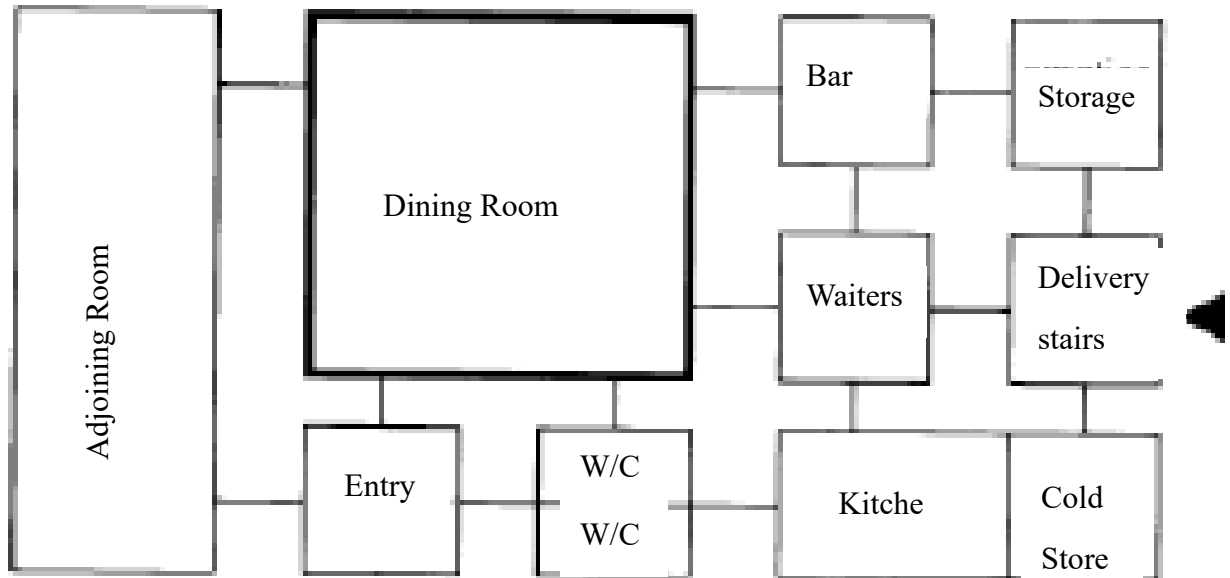 Adjoining Room
Dining Room
Bar
Storage
Waiters
Delivery
stairs
Entry
W/C
W/C
Kitche
Cold
Store